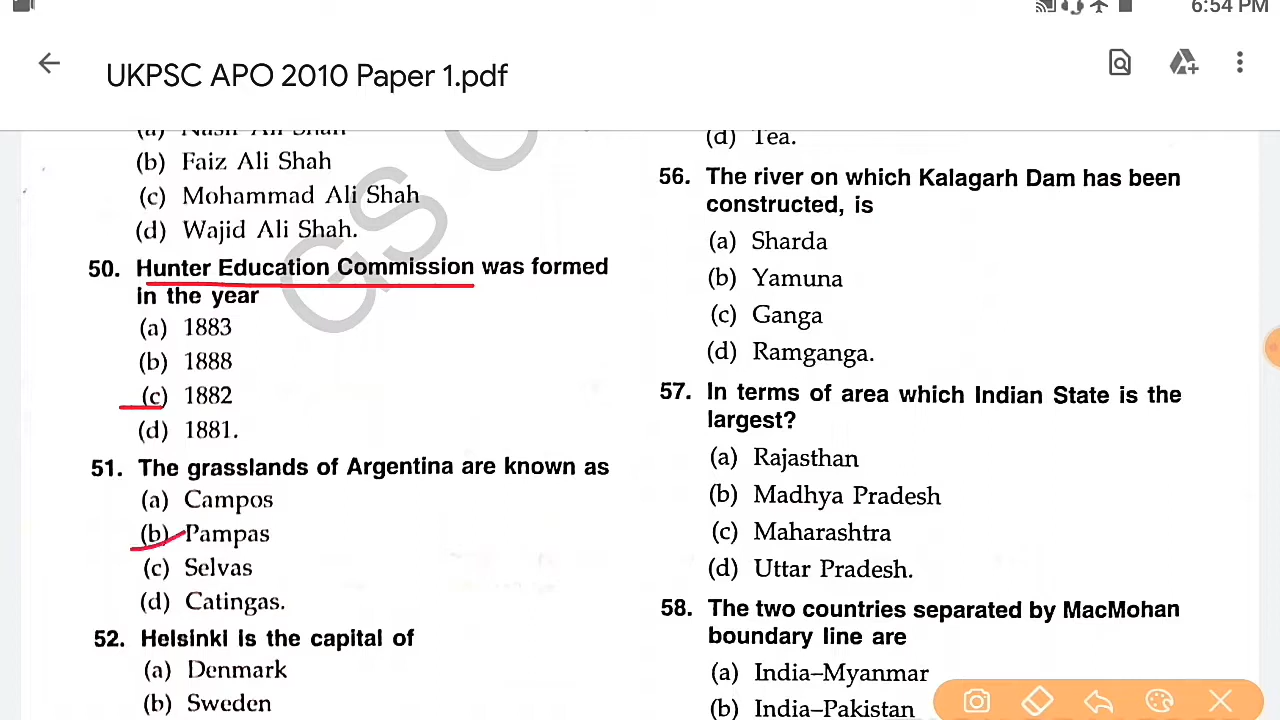 6:54 PM
UKPSC APO 2010 Paper 1.pdf
(a) Nasir Ali Shah
(b) Faiz Ali Shah
(c) Mohammad Ali Shah
(d) Wajid Ali Shah.
50. Hunter Education Commission was formed
in the year
(a) 1883
(b) 1888
(c) 1882
(d) 1881.
51. The grasslands of Argentina are known as
(a) Campos
(b) Pampas
(c) Selvas
(d) Catingas.
52. Helsinki is the capital of
(a) Denmark
(b) Sweden
(d) Tea.
56. The river on which Kalagarh Dam has been
constructed, is
(a) Sharda
(b) Yamuna
(c) Ganga
(d) Ramganga.
57. In terms of area which Indian State is the
largest?
(a) Rajasthan
(b) Madhya Pradesh
(c) Maharashtra
(d) Uttar Pradesh.
58. The two countries separated by MacMohan
boundary line are
(a) India–Myanmar
(b) India–Pakistan
GS